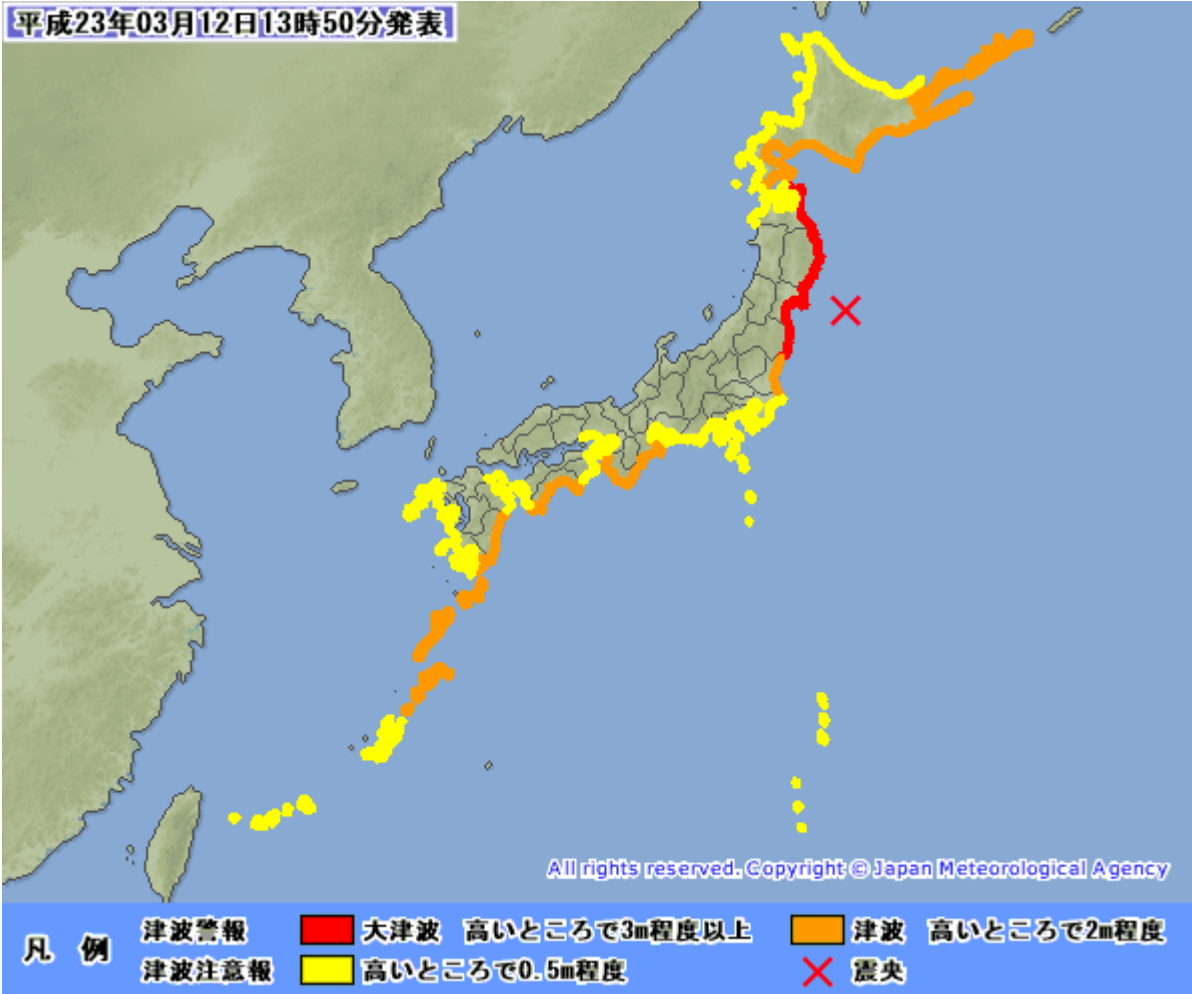 平成23年03月12日13時50分発表
All rights reserved. Copyright © Japan Meteorological Agency
凡 例
津波警報 大津波 高いところで3m程度以上 津波 高いところで2m程度
津波注意報 高いところで0.5m程度 震央